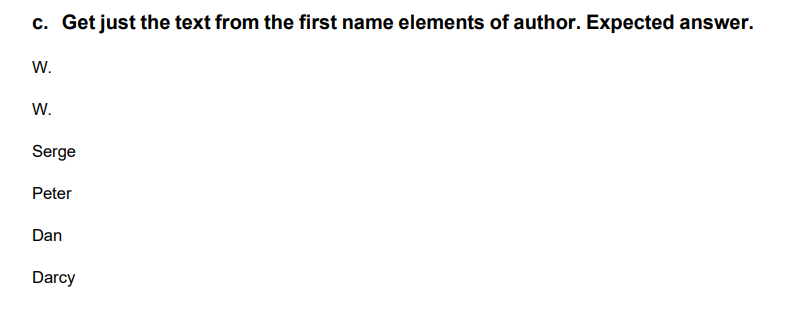 c. Get just the text from the first name elements of author. Expected answer.
W.
W.
Serge
Peter
Dan
Darcy